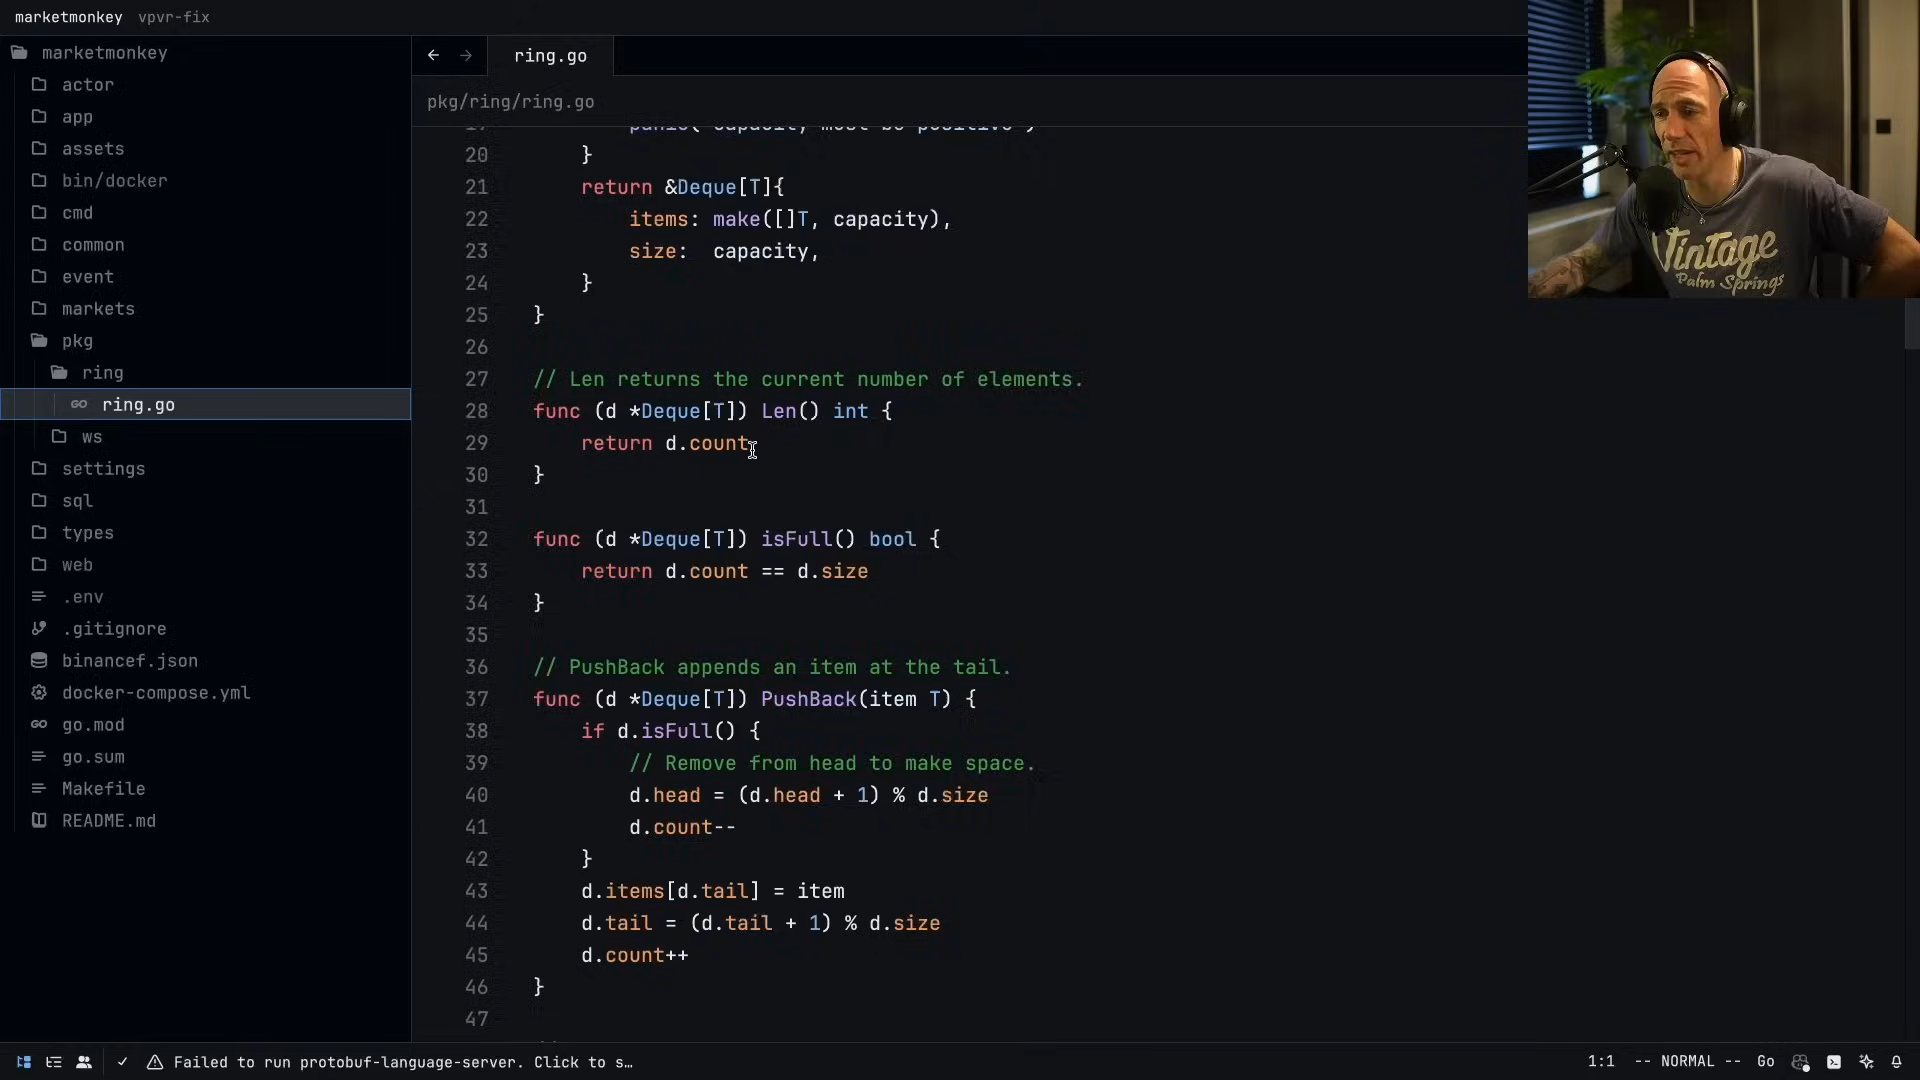 marketmonkey vpvr-fix
marketmonkey
actor
app
assets
bin/docker
cmd
common
event
markets
pkg
ring
ring.go
ws
settings
sql
types
web
.env
.gitignore
binancef.json
docker-compose.yml
go.mod
go.sum
Makefile
README.md
ring.go
pkg/ring/ring.go
20 }
21 return &Deque[T]{
22 items: make([]T, capacity),
23 size: capacity,
24 }
25 }
26
27 // Len returns the current number of elements.
28 func (d *Deque[T]) Len() int {
29 return d.count
30 }
31
32 func (d *Deque[T]) isFull() bool {
33 return d.count == d.size
34 }
35
36 // PushBack appends an item at the tail.
37 func (d *Deque[T]) PushBack(item T) {
38 if d.isFull() {
39 // Remove from head to make space.
40 d.head = (d.head + 1) % d.size
41 d.count--
42 }
43 d.items[d.tail] = item
44 d.tail = (d.tail + 1) % d.size
45 d.count++
46 }
47
Vintage
Palm Springs
Failed to run protobuf-language-server. Click to s…
1:1 -- NORMAL -- Go